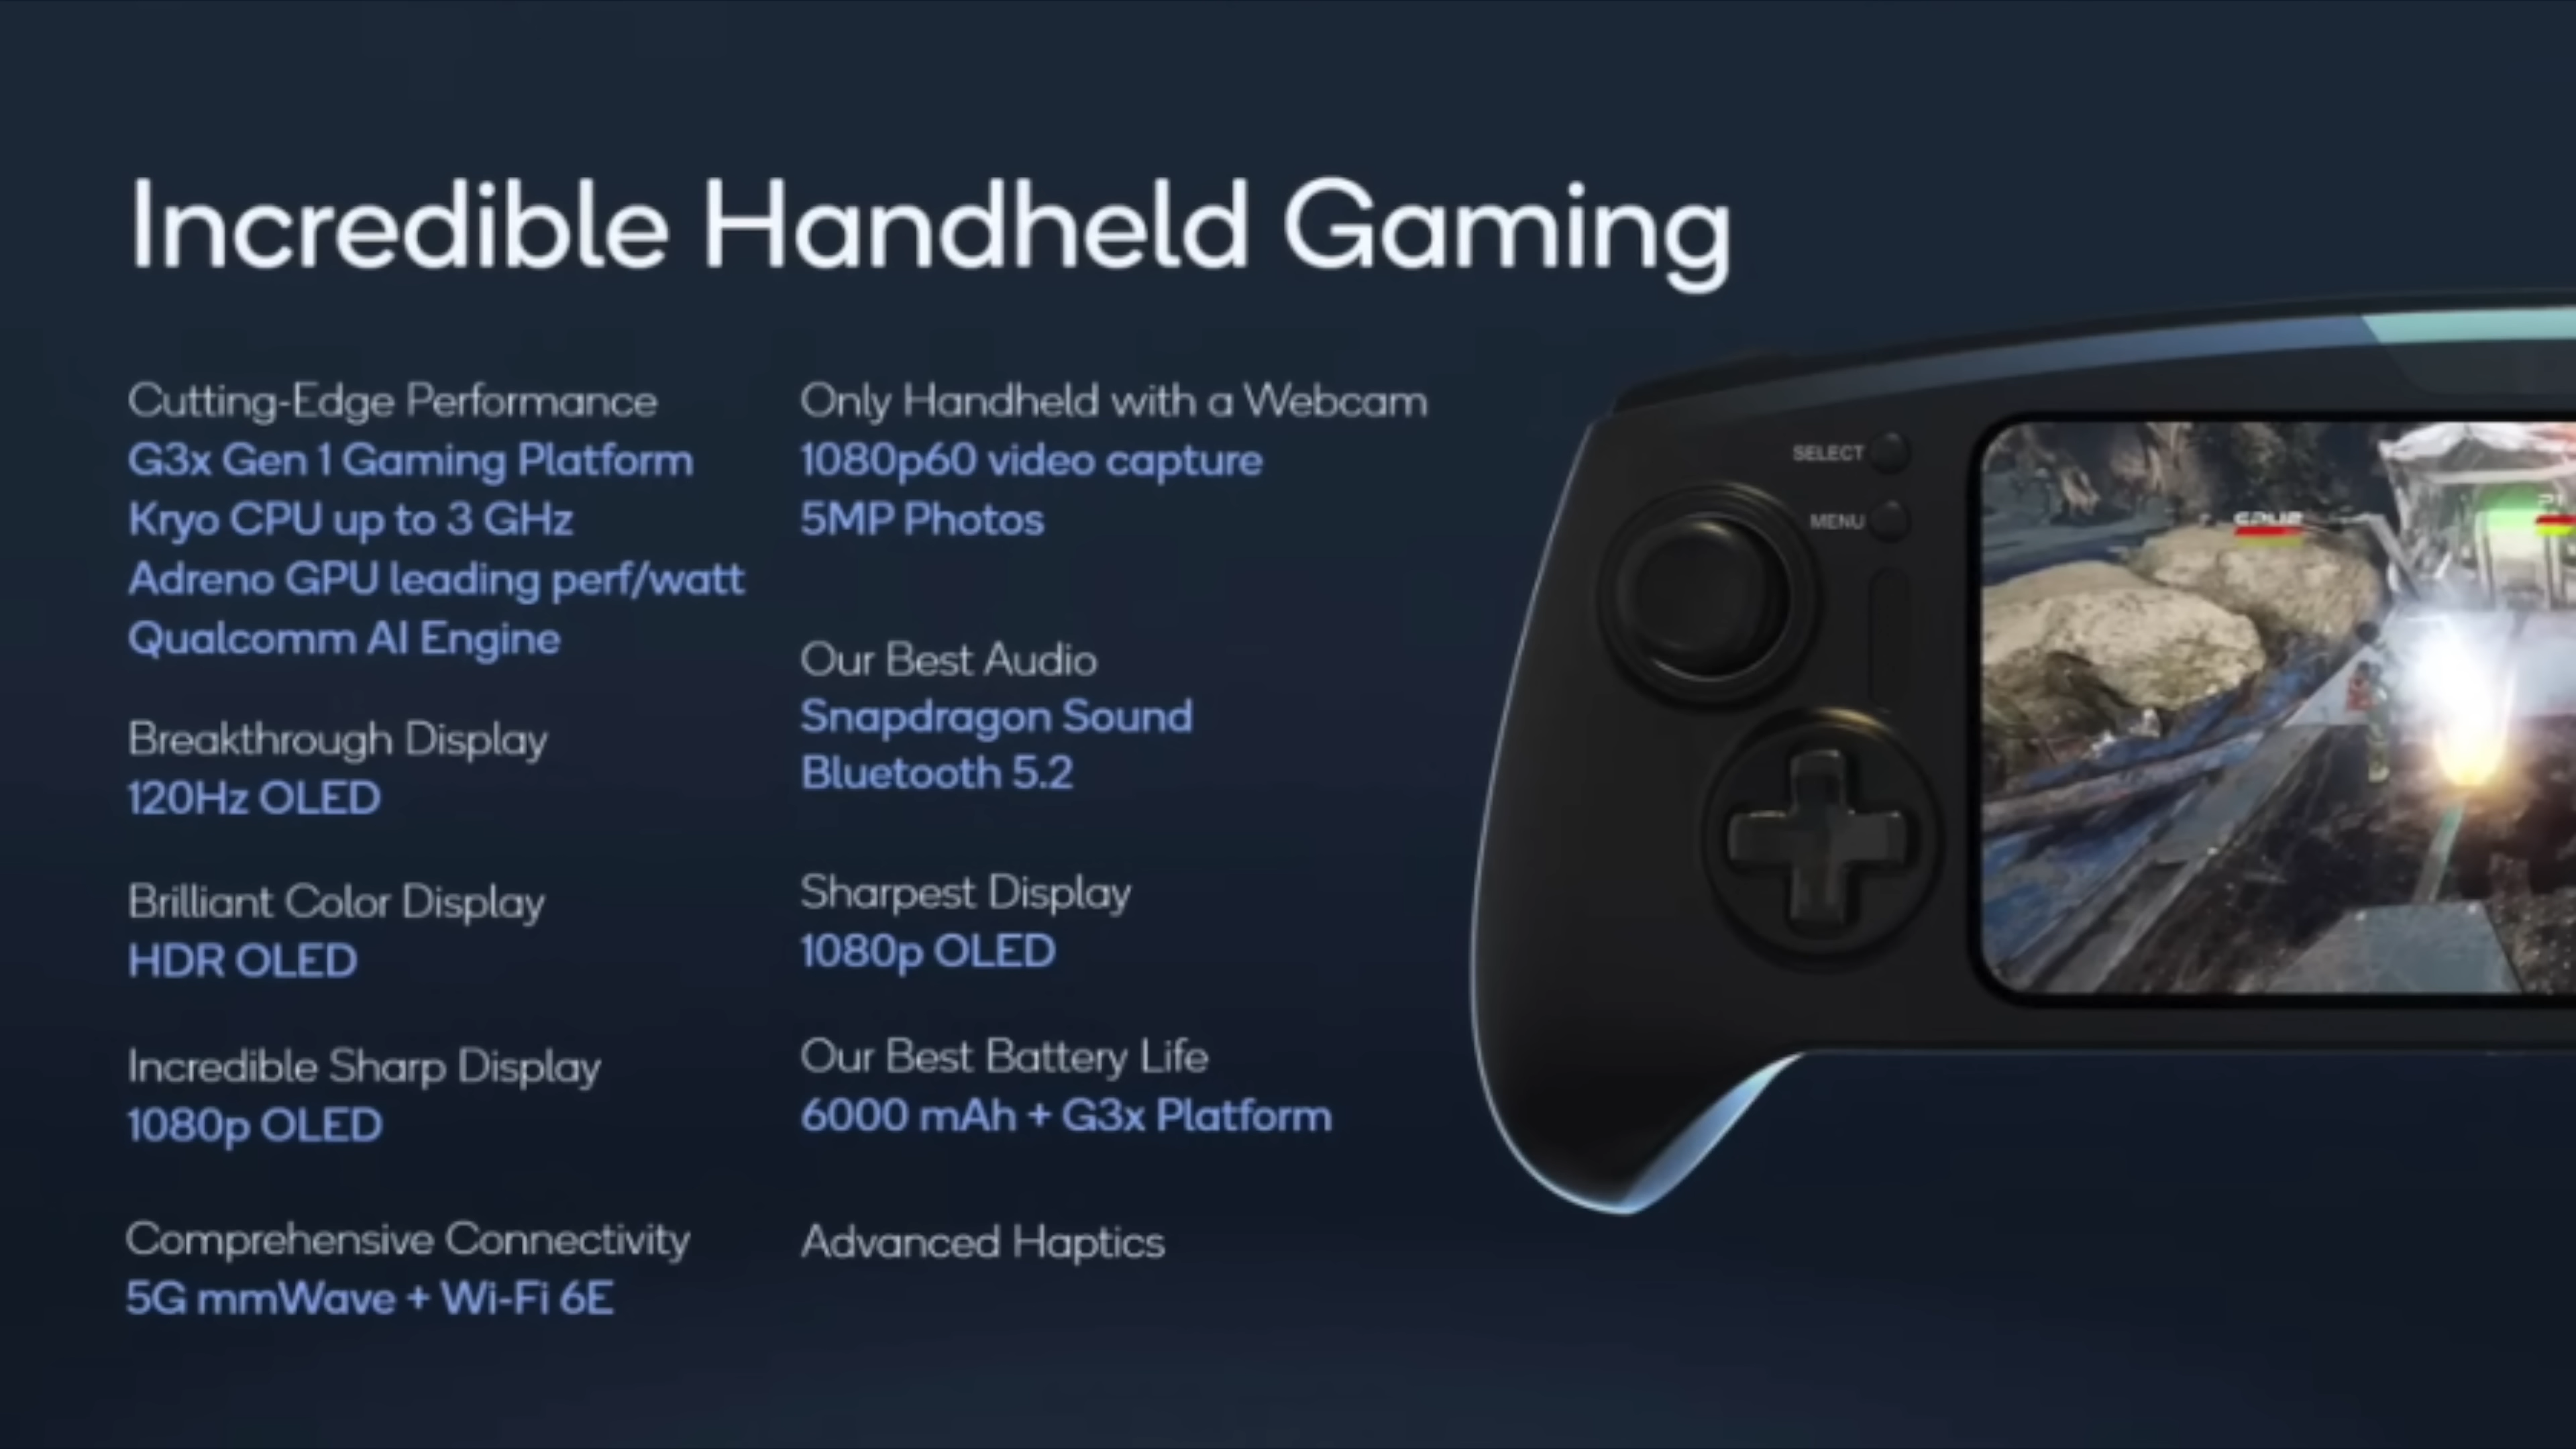 Incredible Handheld Gaming
Cutting-Edge Performance
G3x Gen 1 Gaming Platform
Kryo CPU up to 3 GHz
Adreno GPU leading perf/watt
Qualcomm AI Engine
Breakthrough Display
120Hz OLED
Brilliant Color Display
HDR OLED
Incredible Sharp Display
1080p OLED
Comprehensive Connectivity
5G mmWave + Wi-Fi 6E
Only Handheld with a Webcam
1080p60 video capture
5MP Photos
Our Best Audio
Snapdragon Sound
Bluetooth 5.2
Sharpest Display
1080p OLED
Our Best Battery Life
6000 mAh + G3x Platform
Advanced Haptics
SELECT
MENU